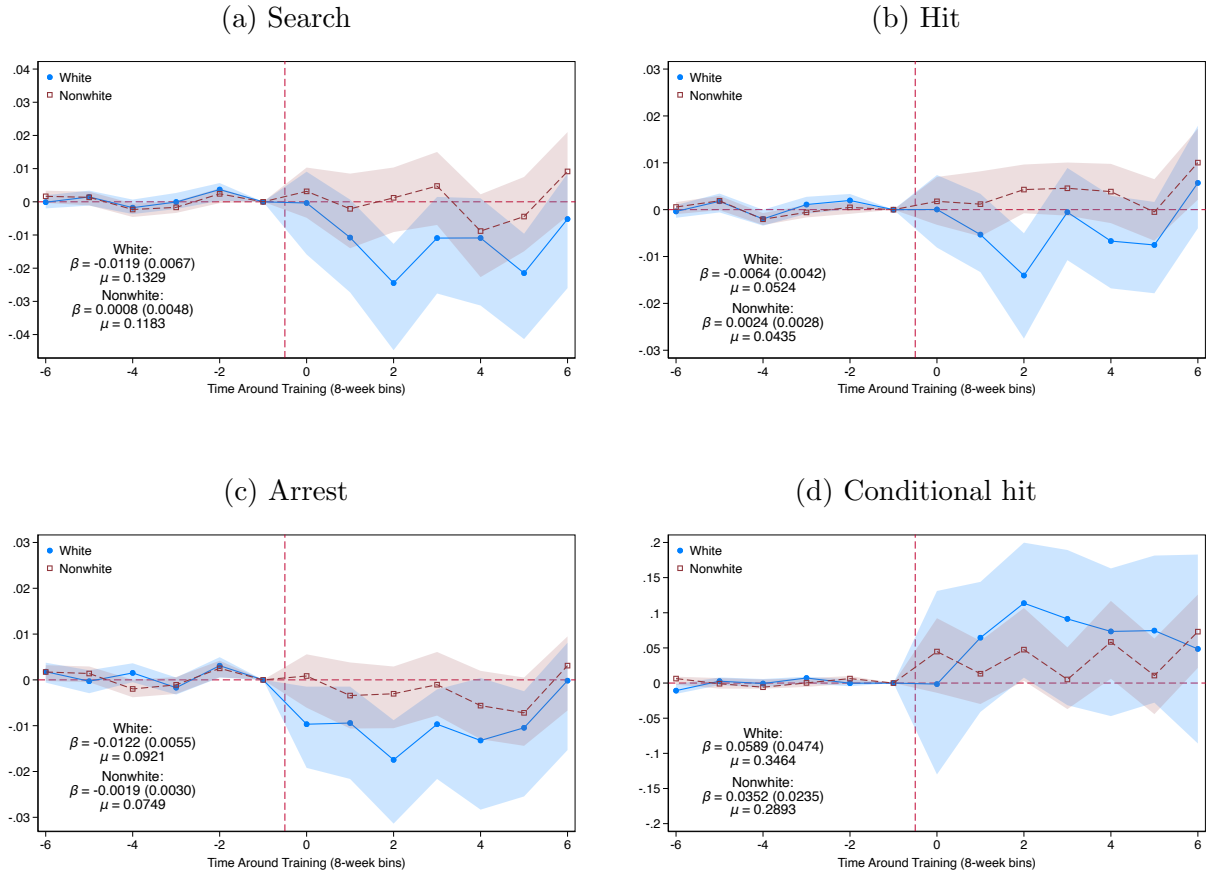 (a) Search
.04
.03
.02
.01
0
-.01
-.02
-.03
-.04
White
Nonwhite
White:
β = -0.0119 (0.0067)
μ = 0.1329
Nonwhite:
β = 0.0008 (0.0048)
μ = 0.1183
-6 -4 -2 0 2 4 6
Time Around Training (8-week bins)
(b) Hit
.03
.02
.01
0
-.01
-.02
-.03
White
Nonwhite
White:
β = -0.0064 (0.0042)
μ = 0.0524
Nonwhite:
β = 0.0024 (0.0028)
μ = 0.0435
-6 -4 -2 0 2 4 6
Time Around Training (8-week bins)
(c) Arrest
.03
.02
.01
0
-.01
-.02
-.03
White
Nonwhite
White:
β = -0.0122 (0.0055)
μ = 0.0921
Nonwhite:
β = -0.0019 (0.0030)
μ = 0.0749
-6 -4 -2 0 2 4 6
Time Around Training (8-week bins)
(d) Conditional hit
.2
.15
.1
.05
0
-.05
-.1
-.15
-.2
White
Nonwhite
White:
β = 0.0589 (0.0474)
μ = 0.3464
Nonwhite:
β = 0.0352 (0.0235)
μ = 0.2893
-6 -4 -2 0 2 4 6
Time Around Training (8-week bins)